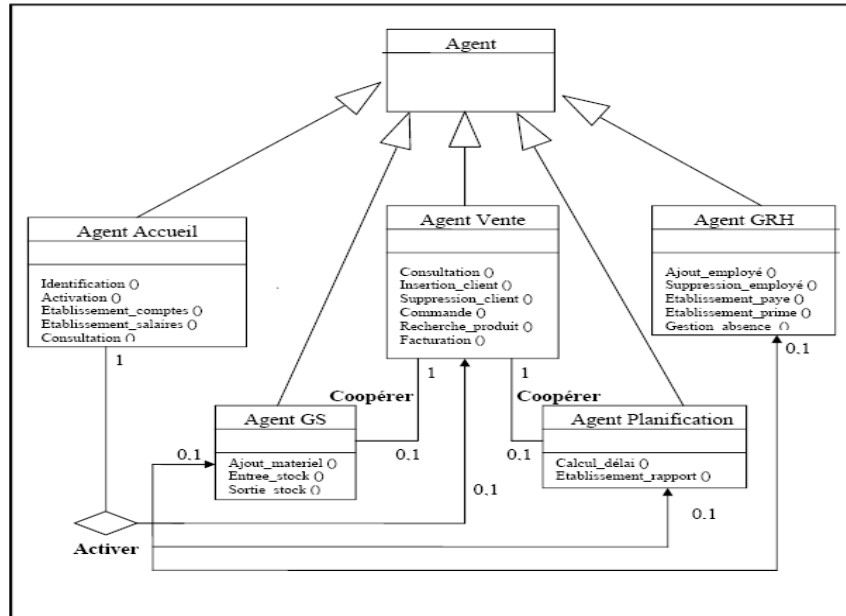 Agent
Agent Accueil
Identification ()
Activation ()
Etablissement_comptes ()
Etablissement_salaires ()
Consultation ()
1
Agent Vente
Consultation ()
Insertion_client ()
Suppression_client ()
Commande ()
Recherche_produit ()
Facturation ()
Agent GRH
Ajout_employé ()
Suppression_employé ()
Etablissement_paye ()
Etablissement_prime ()
Gestion_absence ()
0,1
Coopérer
1
1
Coopérer
Agent GS
Ajout_materiel ()
Entree_stock ()
Sortie_stock ()
0,1
0,1
Agent Planification
Calcul_délai ()
Etablissement_rapport ()
0,1
0,1
0,1
Activer